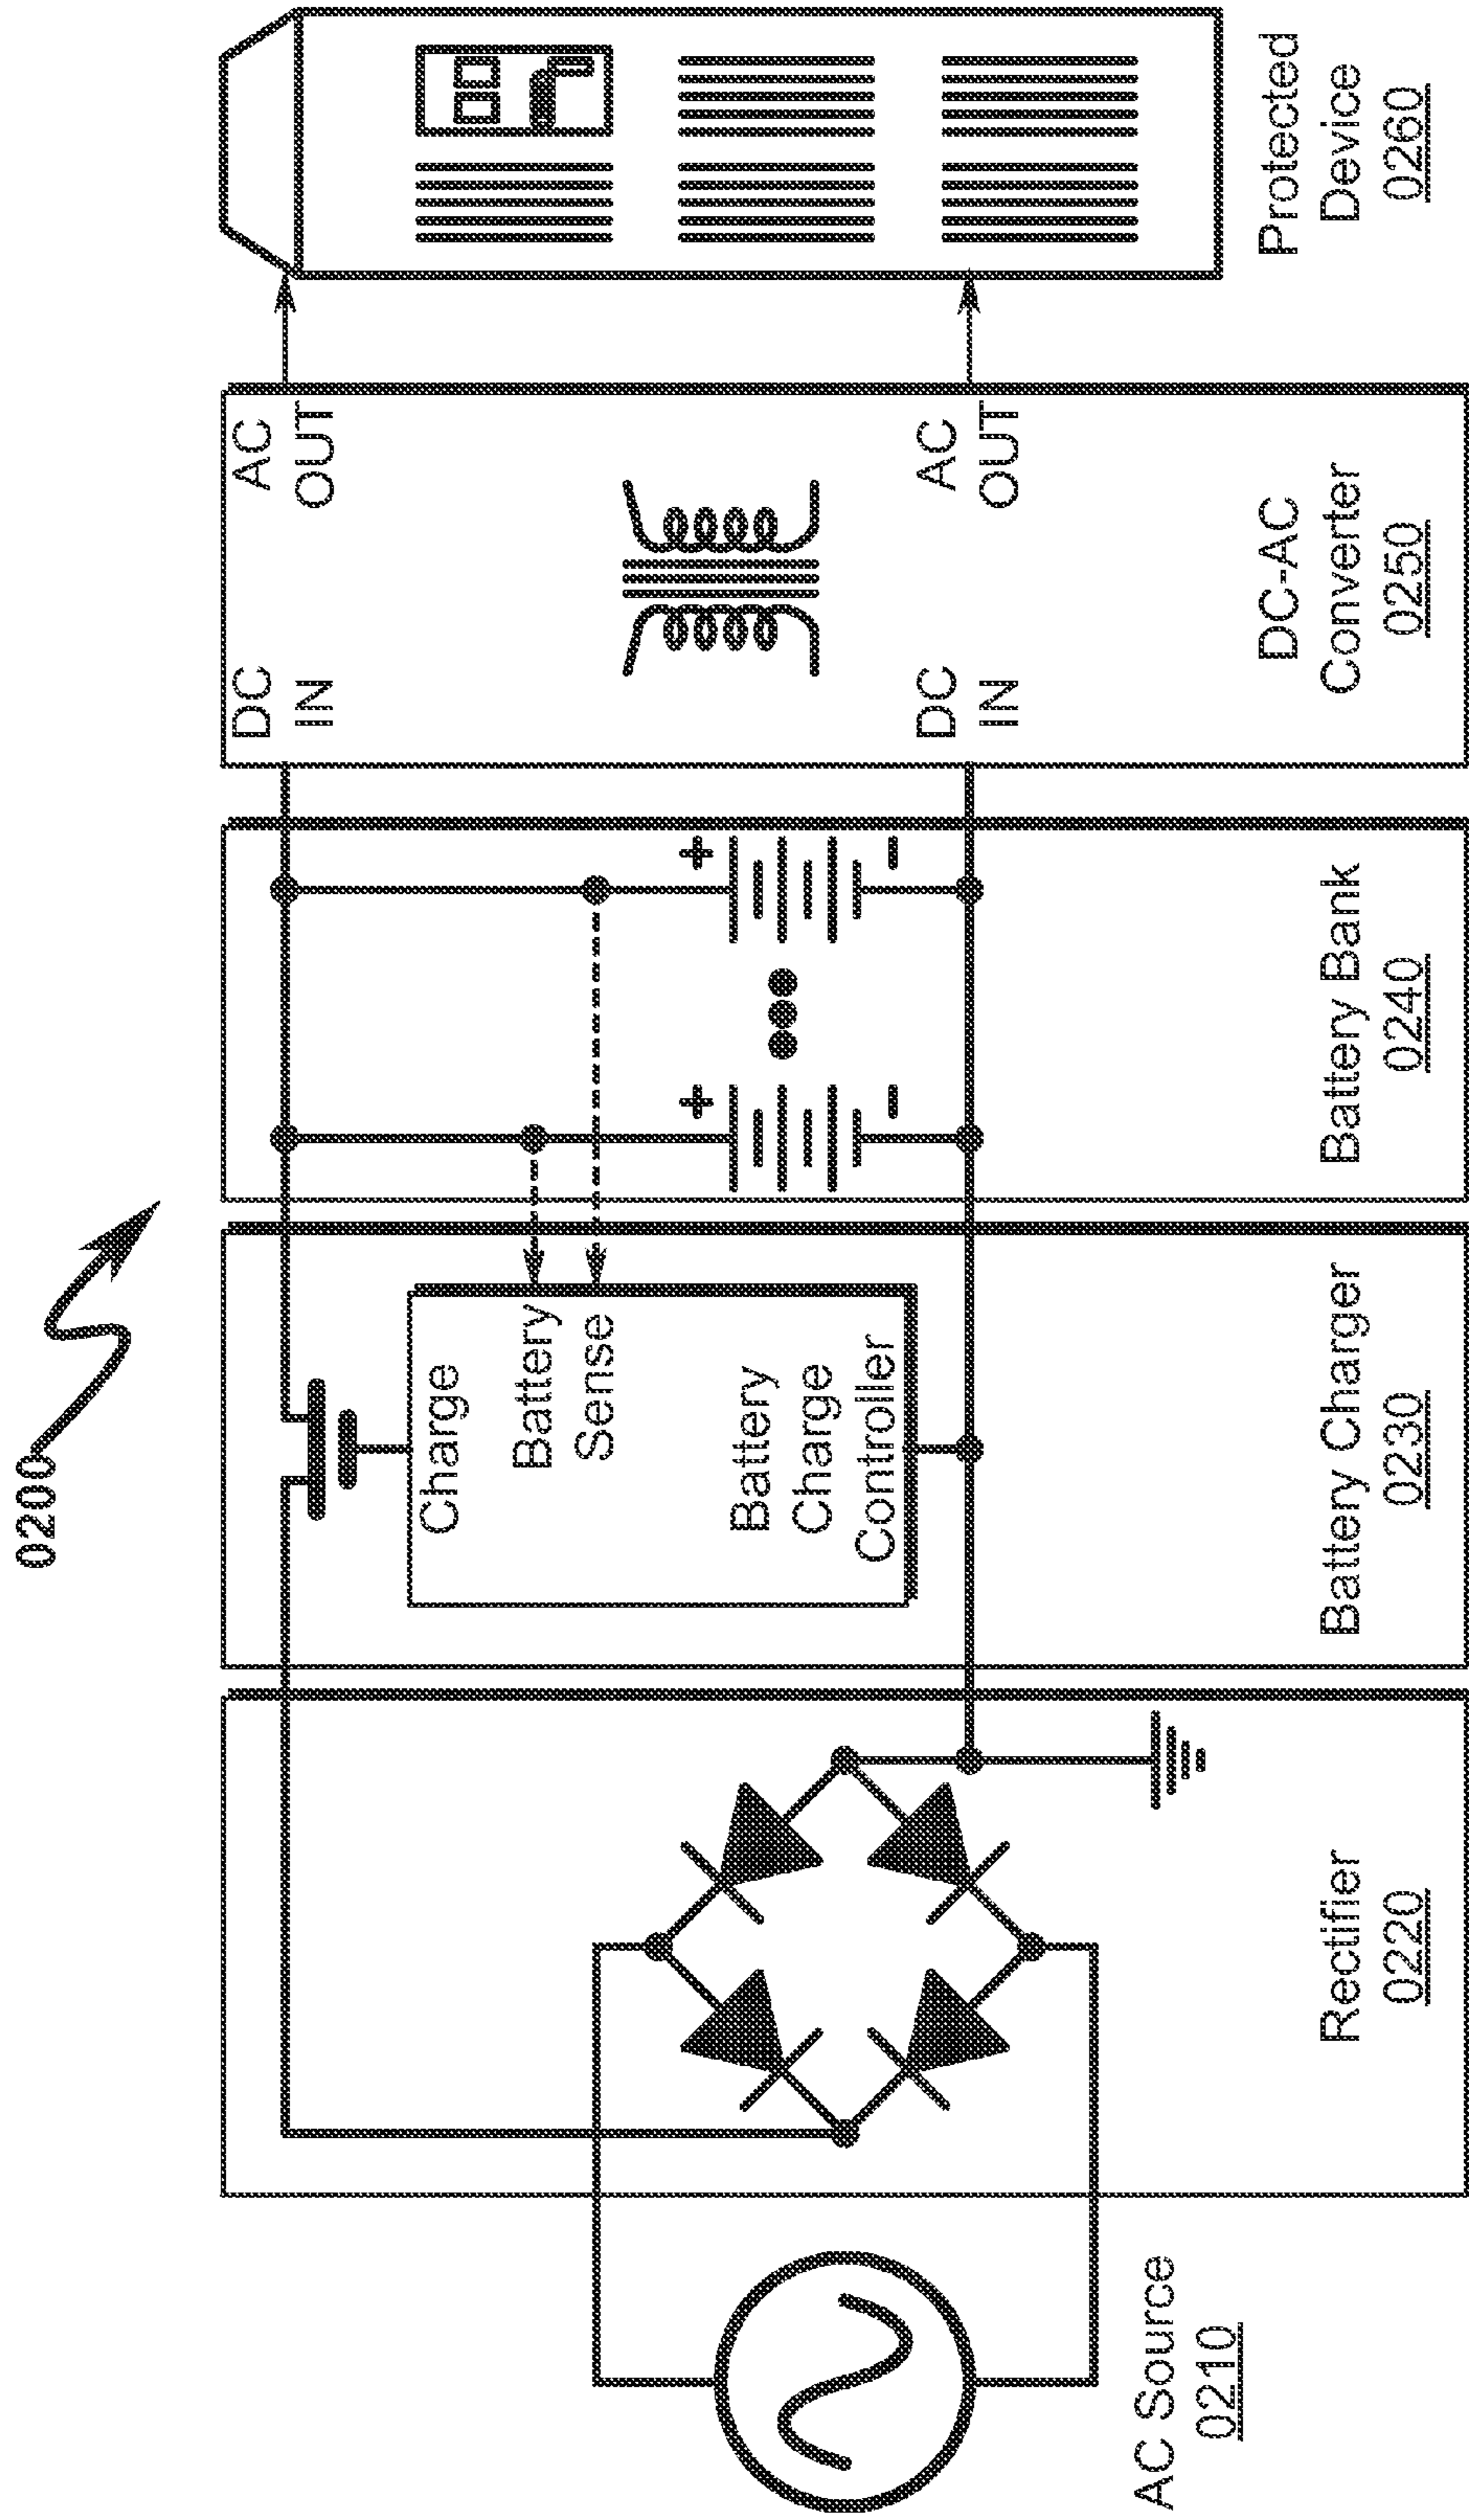 0200
AC Source
0210
Rectifier
0220
Charge
Battery
Sense
Battery
Charge
Controller
Battery Charger
0230
+
+
-
-
Battery Bank
0240
DC
IN
AC
OUT
DC
IN
AC
OUT
DC-AC
Converter
0250
Protected
Device
0260